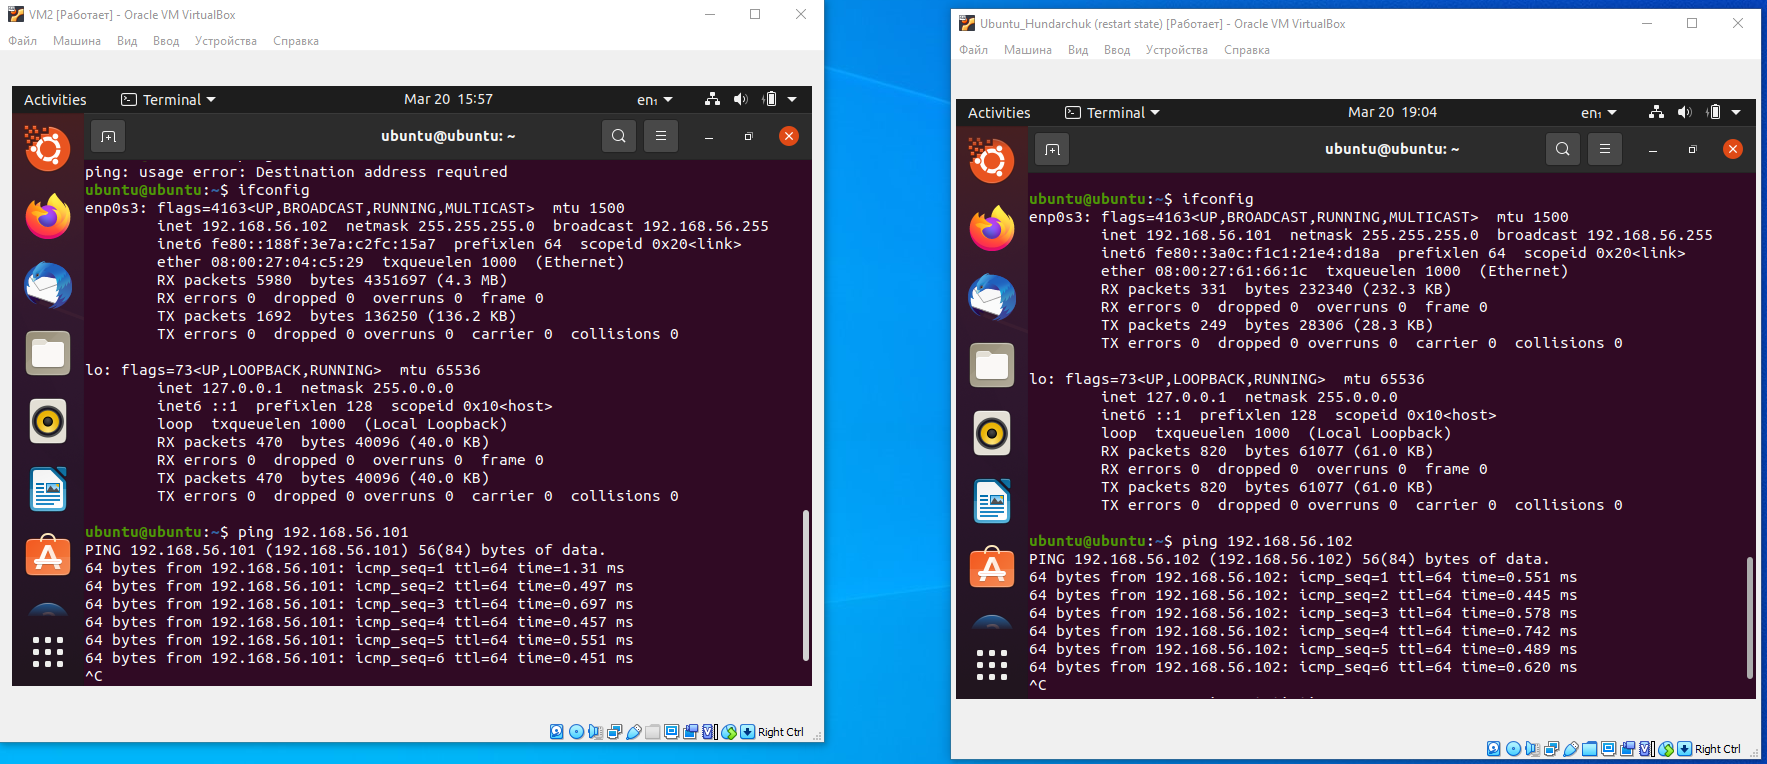 VM2 [Работает] - Oracle VM VirtualBox
Файл Машина Вид Ввод Устройства Справка
Activities Terminal Mar 20 15:57 en₁
ubuntu@ubuntu: ~
ping: usage error: Destination address required
ubuntu@ubuntu:~$ ifconfig
enp0s3: flags=4163<UP,BROADCAST,RUNNING,MULTICAST>  mtu 1500
inet 192.168.56.102  netmask 255.255.255.0  broadcast 192.168.56.255
inet6 fe80::188f:3e7a:c2fc:15a7  prefixlen 64  scopeid 0x20<link>
ether 08:00:27:04:c5:29  txqueuelen 1000  (Ethernet)
RX packets 5980  bytes 4351697 (4.3 MB)
RX errors 0  dropped 0  overruns 0  frame 0
TX packets 1692  bytes 136250 (136.2 KB)
TX errors 0  dropped 0 overruns 0  carrier 0  collisions 0
lo: flags=73<UP,LOOPBACK,RUNNING>  mtu 65536
inet 127.0.0.1  netmask 255.0.0.0
inet6 ::1  prefixlen 128  scopeid 0x10<host>
loop  txqueuelen 1000  (Local Loopback)
RX packets 470  bytes 40096 (40.0 KB)
RX errors 0  dropped 0  overruns 0  frame 0
TX packets 470  bytes 40096 (40.0 KB)
TX errors 0  dropped 0 overruns 0  carrier 0  collisions 0
ubuntu@ubuntu:~$ ping 192.168.56.101
PING 192.168.56.101 (192.168.56.101) 56(84) bytes of data.
64 bytes from 192.168.56.101: icmp_seq=1 ttl=64 time=1.31 ms
64 bytes from 192.168.56.101: icmp_seq=2 ttl=64 time=0.497 ms
64 bytes from 192.168.56.101: icmp_seq=3 ttl=64 time=0.697 ms
64 bytes from 192.168.56.101: icmp_seq=4 ttl=64 time=0.457 ms
64 bytes from 192.168.56.101: icmp_seq=5 ttl=64 time=0.551 ms
64 bytes from 192.168.56.101: icmp_seq=6 ttl=64 time=0.451 ms
^C
Right Ctrl
Ubuntu_Hundarchuk (restart state) [Работает] - Oracle VM VirtualBox
Файл Машина Вид Ввод Устройства Справка
Activities Terminal Mar 20 19:04 en₁
ubuntu@ubuntu: ~
ubuntu@ubuntu:~$ ifconfig
enp0s3: flags=4163<UP,BROADCAST,RUNNING,MULTICAST>  mtu 1500
inet 192.168.56.101  netmask 255.255.255.0  broadcast 192.168.56.255
inet6 fe80::3a0c:f1c1:21e4:d18a  prefixlen 64  scopeid 0x20<link>
ether 08:00:27:61:66:1c  txqueuelen 1000  (Ethernet)
RX packets 331  bytes 232340 (232.3 KB)
RX errors 0  dropped 0  overruns 0  frame 0
TX packets 249  bytes 28306 (28.3 KB)
TX errors 0  dropped 0 overruns 0  carrier 0  collisions 0
lo: flags=73<UP,LOOPBACK,RUNNING>  mtu 65536
inet 127.0.0.1  netmask 255.0.0.0
inet6 ::1  prefixlen 128  scopeid 0x10<host>
loop  txqueuelen 1000  (Local Loopback)
RX packets 820  bytes 61077 (61.0 KB)
RX errors 0  dropped 0  overruns 0  frame 0
TX packets 820  bytes 61077 (61.0 KB)
TX errors 0  dropped 0 overruns 0  carrier 0  collisions 0
ubuntu@ubuntu:~$ ping 192.168.56.102
PING 192.168.56.102 (192.168.56.102) 56(84) bytes of data.
64 bytes from 192.168.56.102: icmp_seq=1 ttl=64 time=0.551 ms
64 bytes from 192.168.56.102: icmp_seq=2 ttl=64 time=0.445 ms
64 bytes from 192.168.56.102: icmp_seq=3 ttl=64 time=0.578 ms
64 bytes from 192.168.56.102: icmp_seq=4 ttl=64 time=0.742 ms
64 bytes from 192.168.56.102: icmp_seq=5 ttl=64 time=0.489 ms
64 bytes from 192.168.56.102: icmp_seq=6 ttl=64 time=0.620 ms
^C
Right Ctrl